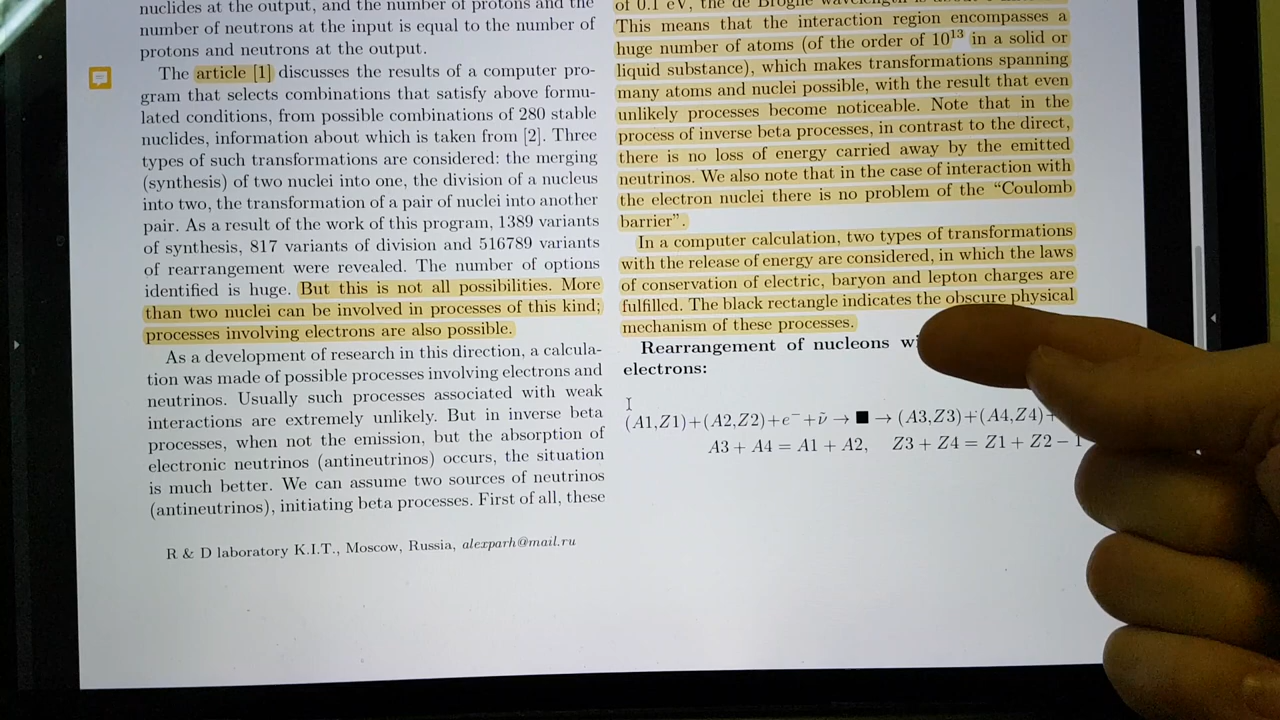 nuclides at the output, and the number of protons and the
number of neutrons at the input is equal to the number of
protons and neutrons at the output.
The article [1] discusses the results of a computer pro-
gram that selects combinations that satisfy above formu-
lated conditions, from possible combinations of 280 stable
nuclides, information about which is taken from [2]. Three
types of such transformations are considered: the merging
(synthesis) of two nuclei into one, the division of a nucleus
into two, the transformation of a pair of nuclei into another
pair. As a result of the work of this program, 1389 variants
of synthesis, 817 variants of division and 516789 variants
of rearrangement were revealed. The number of options
identified is huge. But this is not all possibilities. More
than two nuclei can be involved in processes of this kind;
processes involving electrons are also possible.
As a development of research in this direction, a calcula-
tion was made of possible processes involving electrons and
neutrinos. Usually such processes associated with weak
interactions are extremely unlikely. But in inverse beta
processes, when not the emission, but the absorption of
electronic neutrinos (antineutrinos) occurs, the situation
is much better. We can assume two sources of neutrinos
(antineutrinos), initiating beta processes. First of all, these
R & D laboratory K.I.T., Moscow, Russia, alexparh@mail.ru
of 0.1 eV, the de Broglie wavelength is about
This means that the interaction region encompasses a
huge number of atoms (of the order of 10¹³ in a solid or
liquid substance), which makes transformations spanning
many atoms and nuclei possible, with the result that even
unlikely processes become noticeable. Note that in the
process of inverse beta processes, in contrast to the direct,
there is no loss of energy carried away by the emitted
neutrinos. We also note that in the case of interaction with
the electron nuclei there is no problem of the “Coulomb
barrier”.
In a computer calculation, two types of transformations
with the release of energy are considered, in which the laws
of conservation of electric, baryon and lepton charges are
fulfilled. The black rectangle indicates the obscure physical
mechanism of these processes.
Rearrangement of nucleons
electrons:
(A1,Z1)+(A2,Z2)+e⁻+ν̃→■→(A3,Z3)+(A4,Z4)+
A3 + A4 = A1 + A2, Z3 + Z4 = Z1 + Z2 − 1